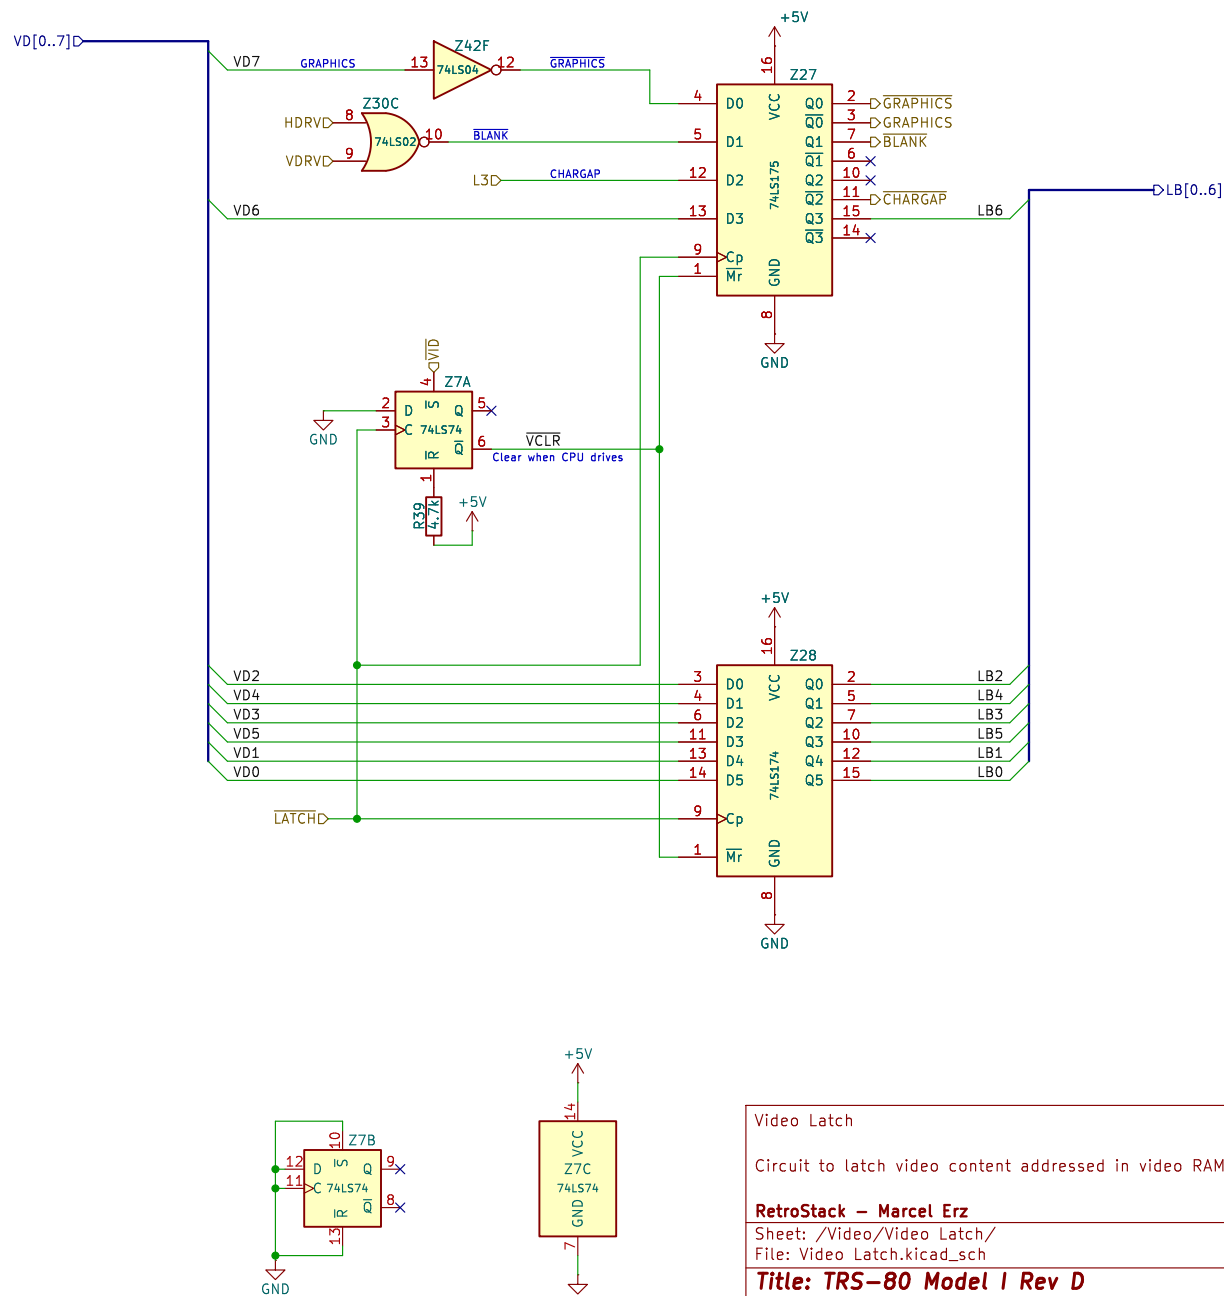 VD[0..7]
VD7
GRAPHICS
13
Z42F
74LS04
12
GRAPHICS
+5V
16
Z27
Z30C
HDRV
8
VDRV
9
74LS02
10
BLANK
L3
CHARGAP
VD6
4
5
12
13
9
1
D0
D1
D2
D3
Cp
Mr
VCC
74LS175
GND
Q0
Q0
Q1
Q1
Q2
Q2
Q3
Q3
2
3
7
6
10
11
15
14
GRAPHICS
GRAPHICS
BLANK
CHARGAP
LB6
LB[0..6]
8
GND
VID
4
Z7A
2
3
GND
D
C
S
74LS74
R
Q
Q
5
6
VCLR
Clear when CPU drives
1
R39
4.7k
+5V
+5V
16
Z28
VD2
VD4
VD3
VD5
VD1
VD0
LATCH
3
4
6
11
13
14
9
1
D0
D1
D2
D3
D4
D5
Cp
Mr
VCC
74LS174
GND
Q0
Q1
Q2
Q3
Q4
Q5
2
5
7
10
12
15
LB2
LB4
LB3
LB5
LB1
LB0
8
GND
10
Z7B
12
11
D
C
S
74LS74
R
Q
Q
9
8
13
GND
+5V
14
VCC
Z7C
74LS74
GND
7
Video Latch
Circuit to latch video content addressed in video RAM
RetroStack - Marcel Erz
Sheet: /Video/Video Latch/
File: Video Latch.kicad_sch
Title: TRS-80 Model I Rev D